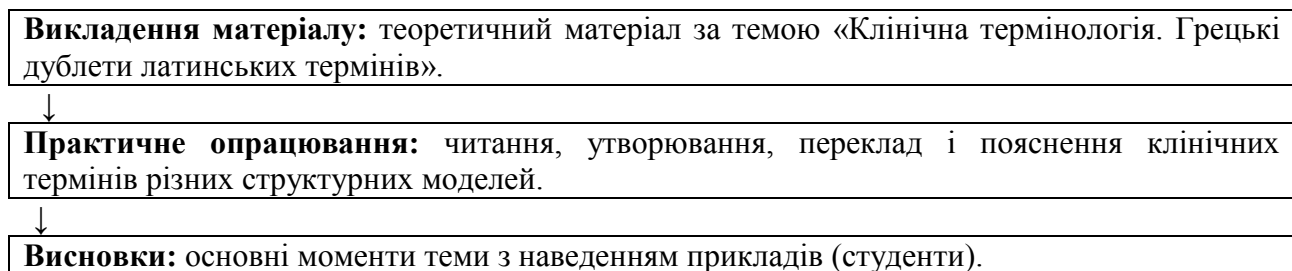 Викладення матеріалу: теоретичний матеріал за темою «Клінічна термінологія. Грецькі
дублети латинських термінів».
↓
Практичне опрацювання: читання, утворювання, переклад і пояснення клінічних
термінів різних структурних моделей.
↓
Висновки: основні моменти теми з наведенням прикладів (студенти).